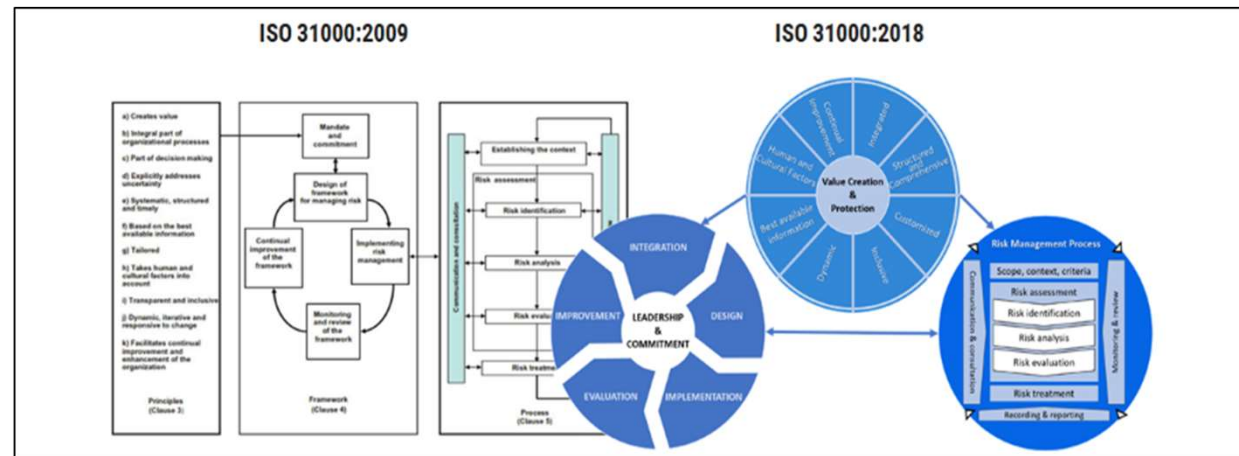 ISO 31000:2009
ISO 31000:2018
a) Creates value
b) Integral part of
organizational processes
c) Part of decision making
d) Explicitly addresses
uncertainty
e) Systematic, structured
and timely
f) Based on the best
available information
g) Tailored
h) Takes human and
cultural factors into
account
i) Transparent and inclusive
j) Dynamic, iterative and
responsive to change
k) Facilitates continual
improvement and
enhancement of the
organization
Principles
(Clause 3)
Mandate
and
commitment
Design of
framework
for managing risk
Continual
improvement
of the
framework
Implementing
risk
management
Monitoring
and review
of the
framework
Framework
(Clause 4)
Communication and consultation
Establishing the context
Risk assessment
Risk identification
Risk analysis
Risk
Risk
Process
(Clause 5)
INTEGRATION
DESIGN
IMPLEMENTATION
EVALUATION
IMPROVEMENT
LEADERSHIP
&
COMMITMENT
Continual
Improvement
Integrated
Structured
and
Comprehensive
Customized
Inclusive
Dynamic
Best available
information
Human and
Cultural Factors
Value Creation
&
Protection
Risk Management Process
Communication & consultation
Scope, context, criteria
Risk assessment
Risk identification
Risk analysis
Risk evaluation
Risk treatment
Monitoring & review
Recording & reporting